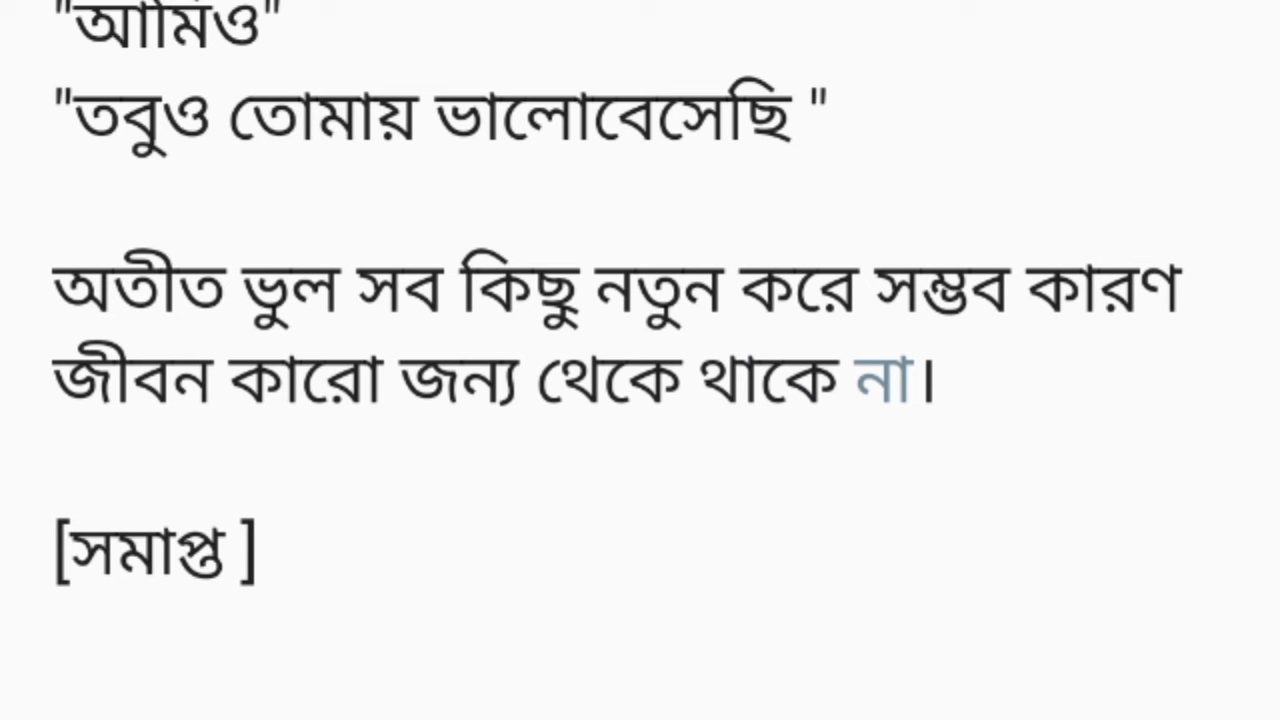 "আমিও"
"তবুও তোমায় ভালোবেসেছি "
অতীত ভুল সব কিছু নতুন করে সম্ভব কারণ
জীবন কারো জন্য থেকে থাকে না।
[সমাপ্ত ]